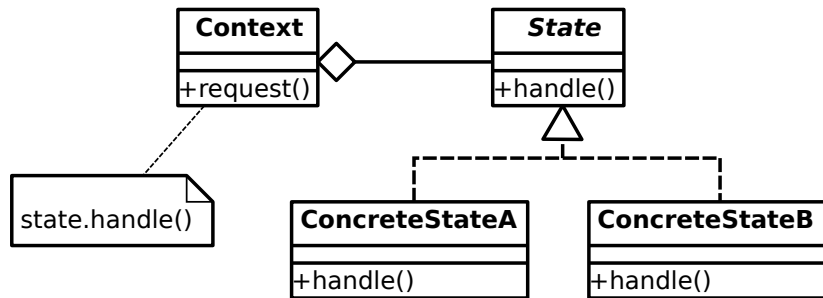 Context
+request()
State
+handle()
state.handle()
ConcreteStateA
+handle()
ConcreteStateB
+handle()